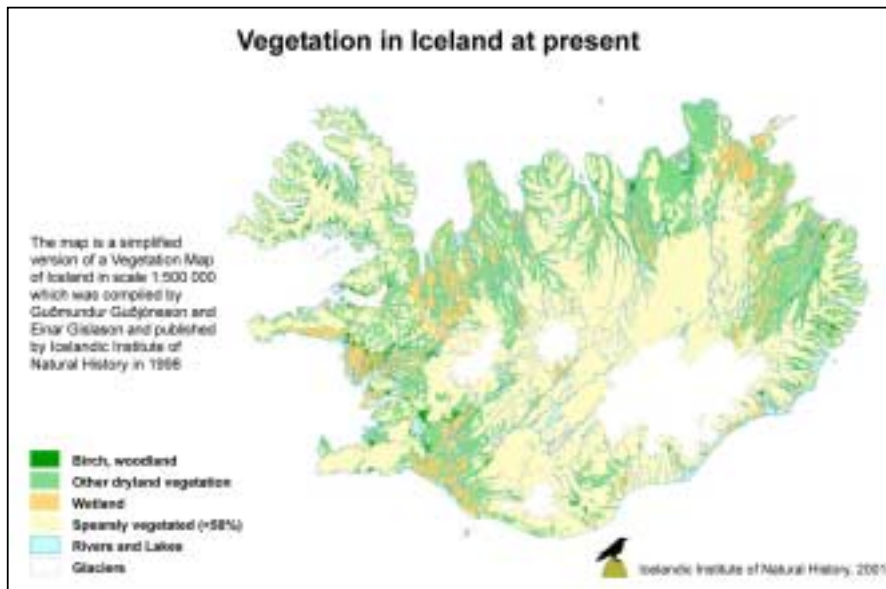 Vegetation in Iceland at present
The map is a simplified
version of a Vegetation Map
of Iceland in scale 1:500 000
which was compiled by
Guðmundur Guðjónsson and
Einar Gíslason and published
by Icelandic Institute of
Natural History in 1998
Birch, woodland
Other dryland vegetation
Wetland
Spearsly vegetated (<50%)
Rivers and Lakes
Glaciers
Icelandic Institute of Natural History, 2001